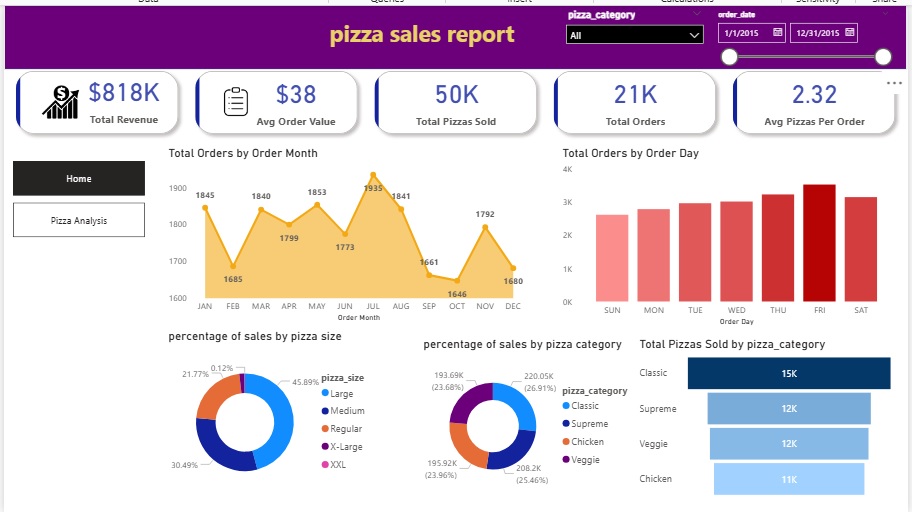 Data Queries Insert Calculations Sensitivity Share
pizza sales report
pizza_category
All
order_date
1/1/2015 12/31/2015
$818K
Total Revenue
$38
Avg Order Value
50K
Total Pizzas Sold
21K
Total Orders
2.32
Avg Pizzas Per Order
Home
Pizza Analysis
Total Orders by Order Month
1900
1800
1700
1600
1845
1685
1840
1799
1853
1773
1935
1841
1661
1646
1792
1680
JAN FEB MAR APR MAY JUN JUL AUG SEP OCT NOV DEC
Order Month
Total Orders by Order Day
4K
3K
2K
1K
0K
SUN MON TUE WED THU FRI SAT
Order Day
percentage of sales by pizza size
0.12%
21.77%
45.89%
30.49%
pizza_size
Large
Medium
Regular
X-Large
XXL
percentage of sales by pizza category
193.69K
(23.68%)
220.05K
(26.91%)
195.92K
(23.96%)
208.2K
(25.46%)
pizza_category
Classic
Supreme
Chicken
Veggie
Total Pizzas Sold by pizza_category
Classic 15K
Supreme 12K
Veggie 12K
Chicken 11K